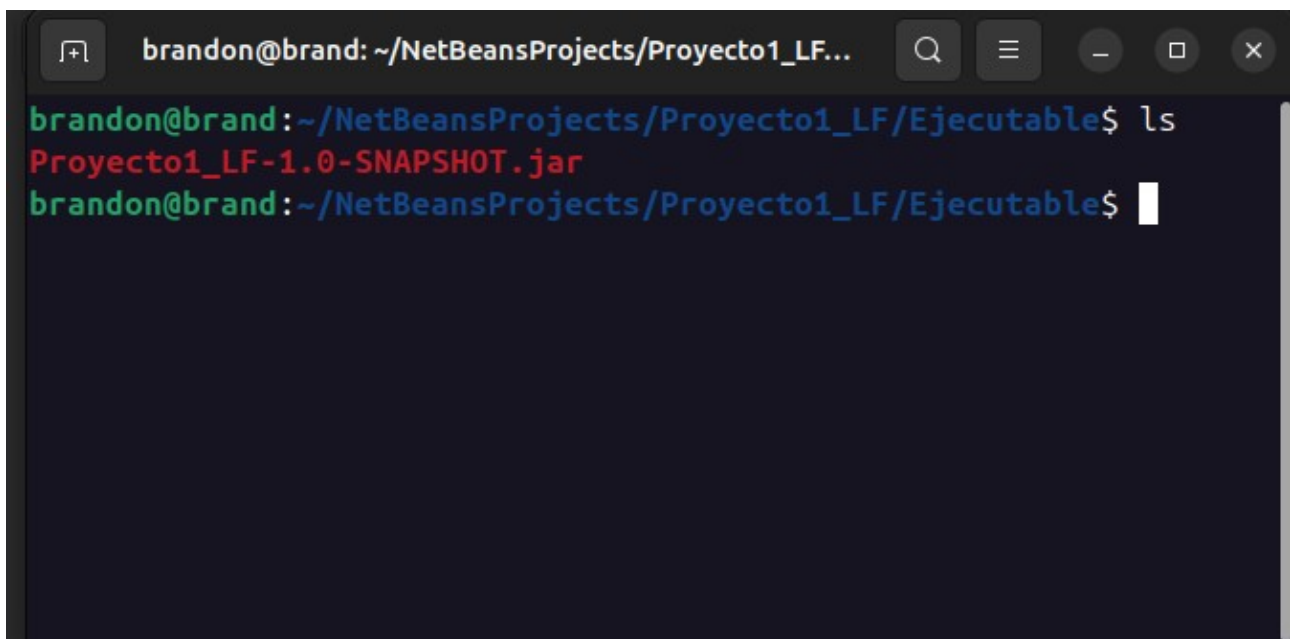 brandon@brand: ~/NetBeansProjects/Proyecto1_LF...
brandon@brand:~/NetBeansProjects/Proyecto1_LF/Ejecutable$ ls
Proyecto1_LF-1.0-SNAPSHOT.jar
brandon@brand:~/NetBeansProjects/Proyecto1_LF/Ejecutable$